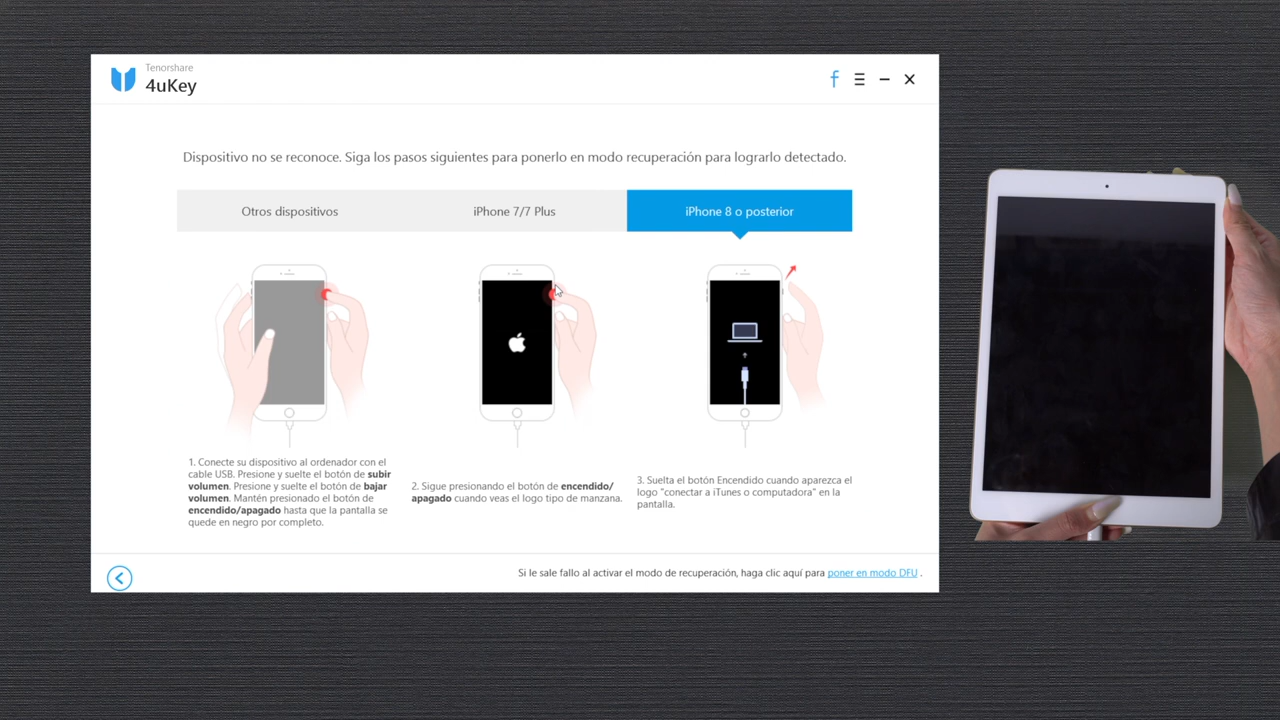 Tenorshare
4uKey
Dispositivo no se reconoce. Siga los pasos siguientes para ponerlo en modo recuperación para lograrlo detectado.
Otros dispositivos
iPhone 7/7 Plus
iPhone 8 o posterior
1. Conecte su dispositivo al ordenador con el
cable USB. Presione y suelte el botón de subir
volumen. Presione y suelte el botón de bajar
volumen. Mantén presionado el botón de
encendido/apagado hasta que la pantalla se
quede en negro por completo.
2. Sigue presionando el botón de encendido/
apagado cuando veas el logo tipo de manzana.
3. Suelta el botón Encendido cuando aparezca el
logo "conectar a iTunes o computadora" en la
pantalla.
Si le sale fallo al activar el modo de recuperación, haga clic aquí para poner en modo DFU .